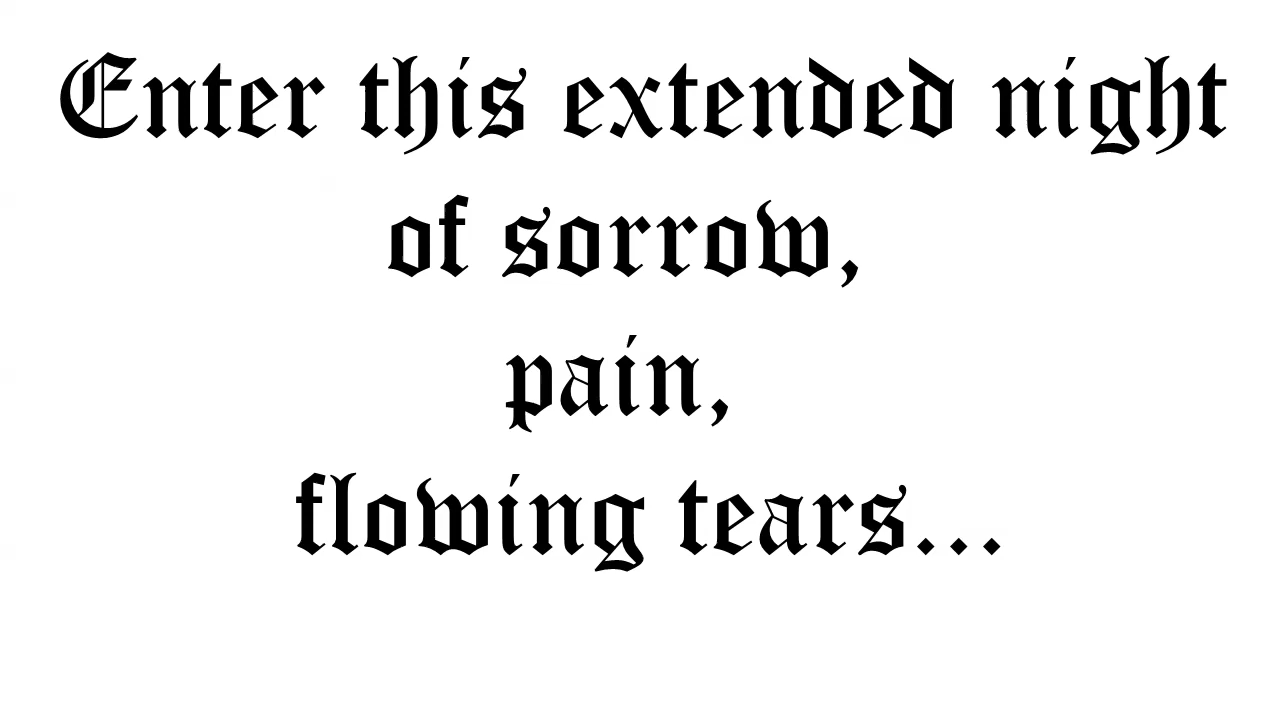 Enter this extended night
of sorrow,
pain,
flowing tears...